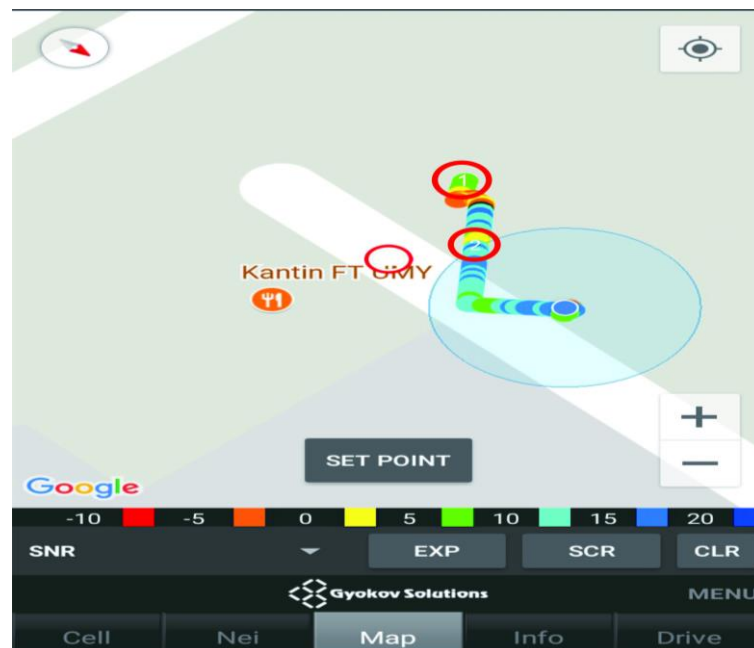 1
2
Kantin FT UMY
SET POINT
Google
-10 -5 0 5 10 15 20
SNR EXP SCR CLR
Gyokov Solutions MENU
Cell Nei Map Info Drive